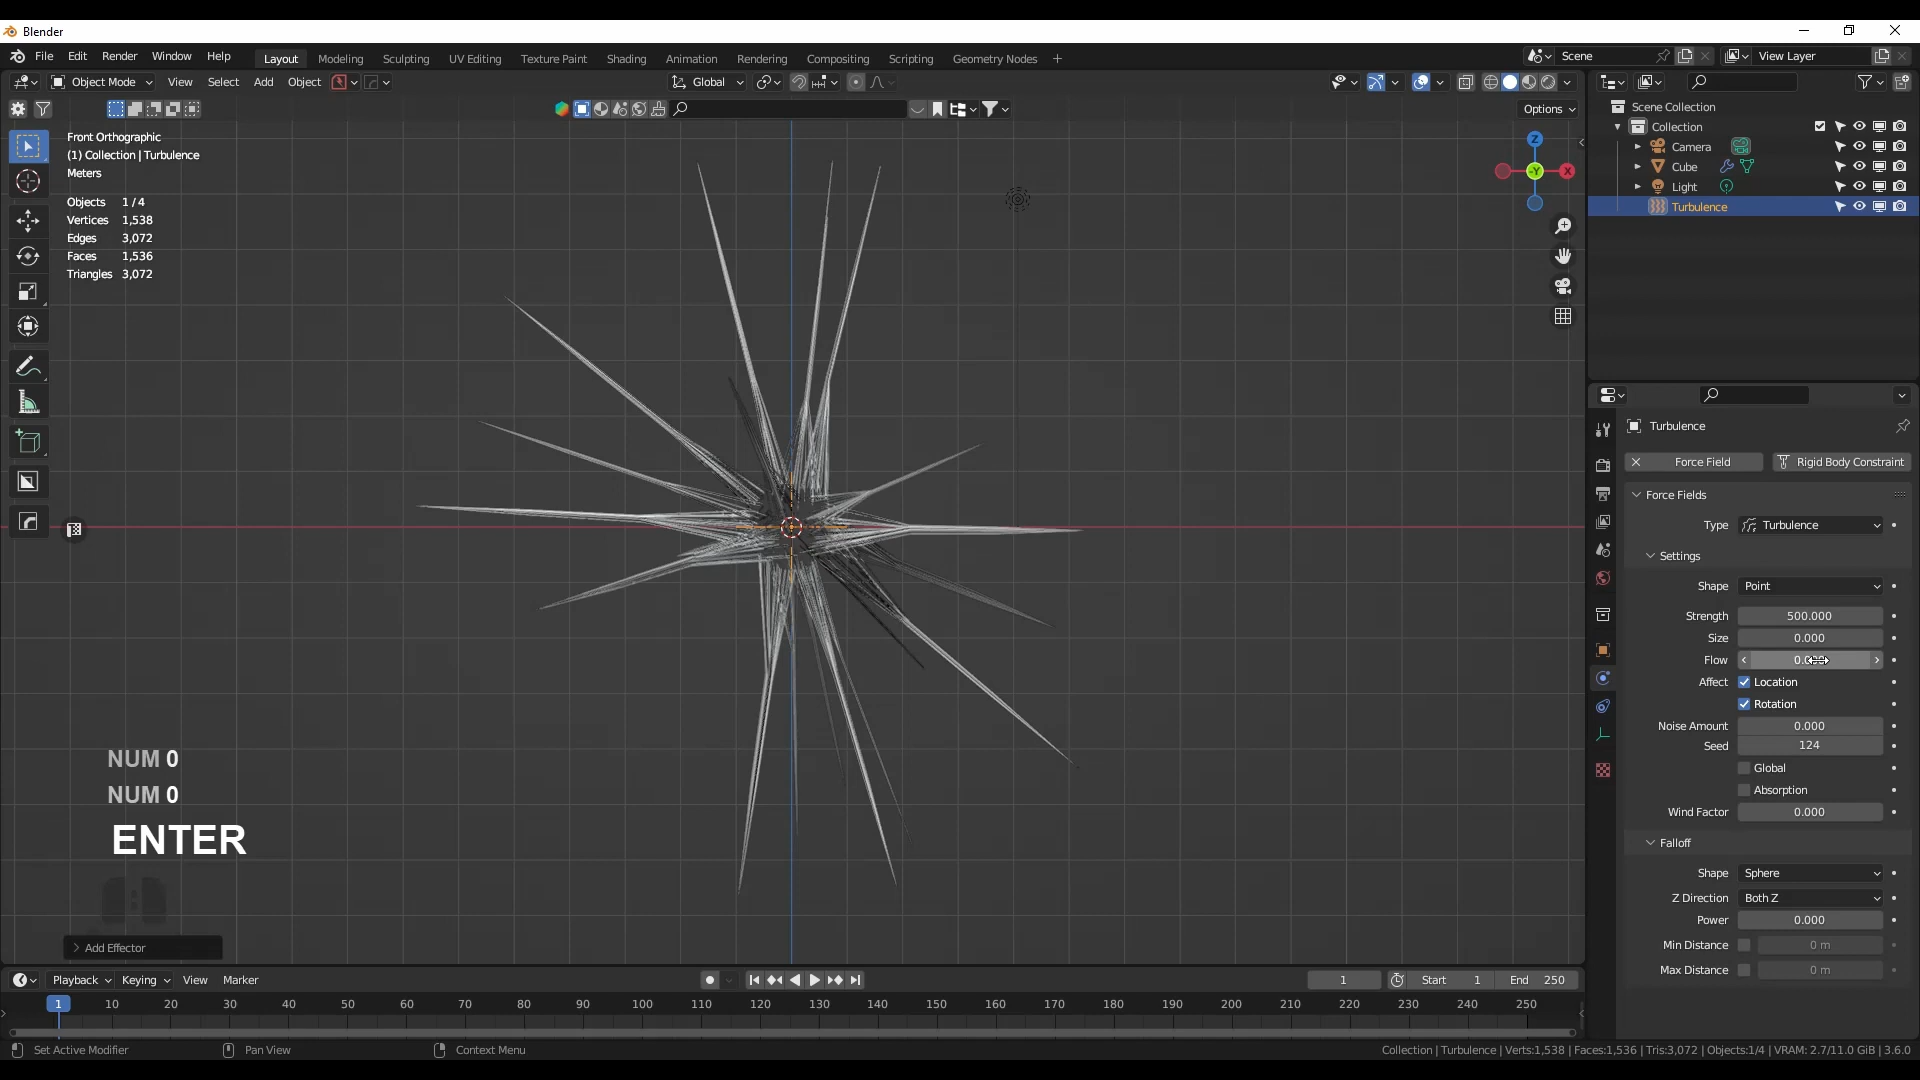 Blender
File Edit Render Window Help Layout Modeling Sculpting UV Editing Texture Paint Shading Animation Rendering Compositing Scripting Geometry Nodes + Scene View Layer
Object Mode View Select Add Object Global
Options
Front Orthographic
(1) Collection | Turbulence
Meters
Objects 1 / 4
Vertices 1,538
Edges 3,072
Faces 1,536
Triangles 3,072
Z
-Y
X
Scene Collection
Collection
Camera
Cube
Light
Turbulence
Turbulence
Force Field Rigid Body Constraint
Force Fields
Type Turbulence
Settings
Shape Point
Strength 500.000
Size 0.000
Flow
Affect Location
Rotation
Noise Amount 0.000
Seed 124
Global
Absorption
Wind Factor 0.000
Falloff
Shape Sphere
Z Direction Both Z
Power 0.000
Min Distance 0 m
Max Distance 0 m
NUM 0
NUM 0
ENTER
Add Effector
Playback Keying View Marker 1 Start 1 End 250
1 10 20 30 40 50 60 70 80 90 100 110 120 130 140 150 160 170 180 190 200 210 220 230 240 250
Set Active Modifier Pan View Context Menu Collection | Turbulence | Verts:1,538 | Faces:1,536 | Tris:3,072 | Objects:1/4 | VRAM: 2.7/11.0 GiB | 3.6.0